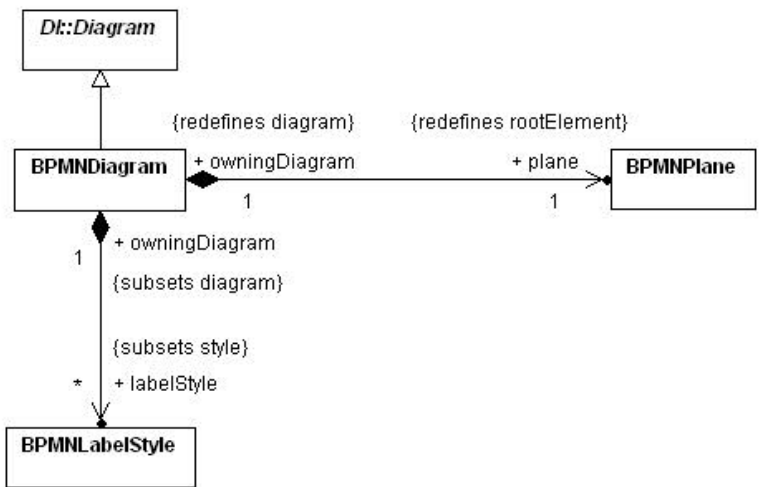 DI::Diagram
{redefines diagram}
{redefines rootElement}
BPMNDiagram
+ owningDiagram
+ plane
BPMNPlane
1
1
1
+ owningDiagram
{subsets diagram}
{subsets style}
*
+ labelStyle
BPMNLabelStyle